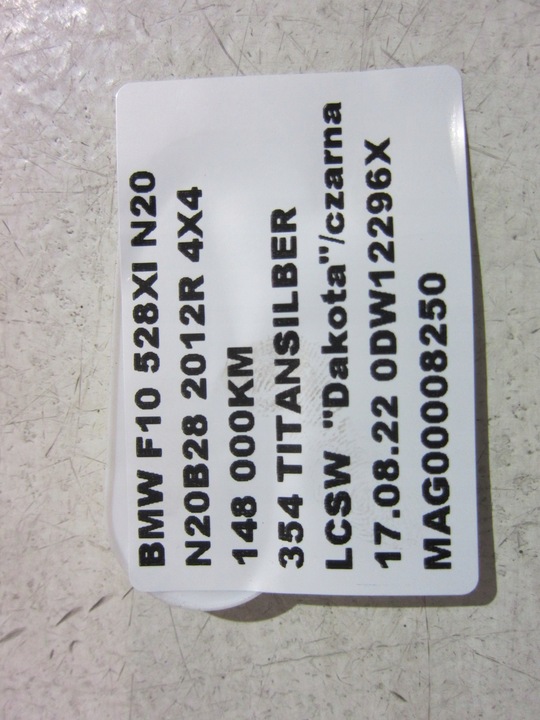 BMW F10 528XI N20
N20B28 2012R 4X4
148 000KM
354 TITANSILBER
LCSW "Dakota"/czarna
17.08.22 0DW12296X
MAG00008250